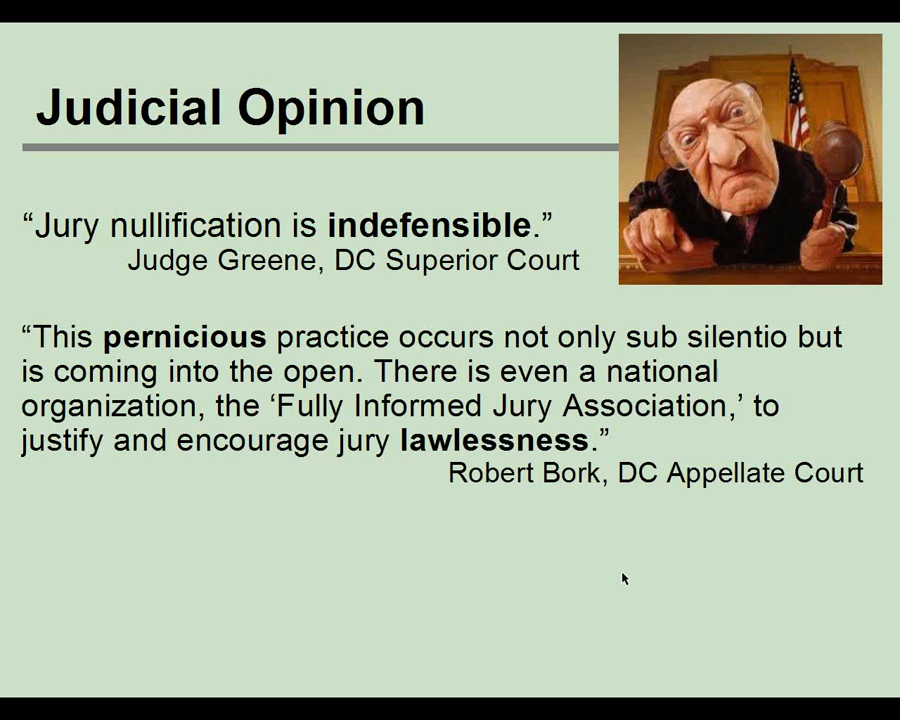 Judicial Opinion
“Jury nullification is indefensible.”
Judge Greene, DC Superior Court
“This pernicious practice occurs not only sub silentio but
is coming into the open. There is even a national
organization, the ‘Fully Informed Jury Association,’ to
justify and encourage jury lawlessness.”
Robert Bork, DC Appellate Court